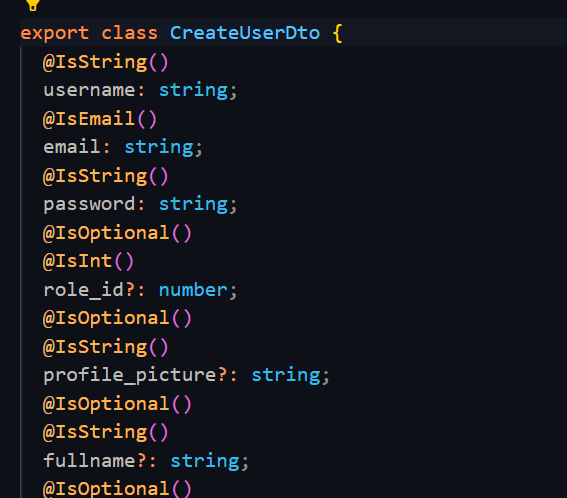 export class CreateUserDto {
@IsString()
username: string;
@IsEmail()
email: string;
@IsString()
password: string;
@IsOptional()
@IsInt()
role_id?: number;
@IsOptional()
@IsString()
profile_picture?: string;
@IsOptional()
@IsString()
fullname?: string;
@IsOptional()